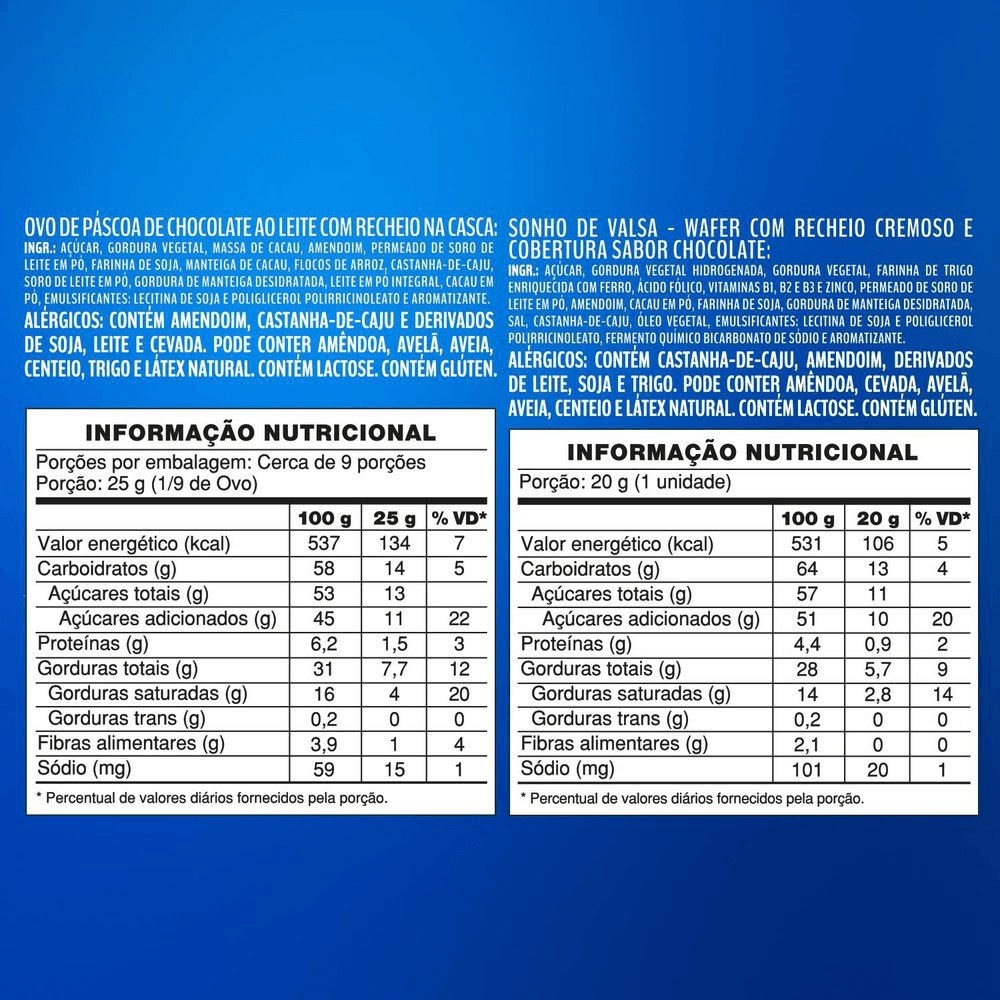 OVO DE PÁSCOA DE CHOCOLATE AO LEITE COM RECHEIO NA CASCA:
INGR.: AÇÚCAR, GORDURA VEGETAL, MASSA DE CACAU, AMENDOIM, PERMEADO DE SORO DE
LEITE EM PÓ, FARINHA DE SOJA, MANTEIGA DE CACAU, FLOCOS DE ARROZ, CASTANHA-DE-CAJU,
SORO DE LEITE EM PÓ, GORDURA DE MANTEIGA DESIDRATADA, LEITE EM PÓ INTEGRAL, CACAU EM
PÓ, EMULSIFICANTES: LECITINA DE SOJA E POLIGLICEROL POLIRRICINOLEATO E AROMATIZANTE.
ALÉRGICOS: CONTÉM AMENDOIM, CASTANHA-DE-CAJU E DERIVADOS
DE SOJA, LEITE E CEVADA. PODE CONTER AMÊNDOA, AVELÃ, AVEIA,
CENTEIO, TRIGO E LÁTEX NATURAL. CONTÉM LACTOSE. CONTÉM GLÚTEN.
INFORMAÇÃO NUTRICIONAL
Porções por embalagem: Cerca de 9 porções
Porção: 25 g (1/9 de Ovo)
100 g 25 g % VD*
Valor energético (kcal) 537 134 7
Carboidratos (g) 58 14 5
Açúcares totais (g) 53 13
Açúcares adicionados (g) 45 11 22
Proteínas (g) 6,2 1,5 3
Gorduras totais (g) 31 7,7 12
Gorduras saturadas (g) 16 4 20
Gorduras trans (g) 0,2 0 0
Fibras alimentares (g) 3,9 1 4
Sódio (mg) 59 15 1
* Percentual de valores diários fornecidos pela porção.
SONHO DE VALSA - WAFER COM RECHEIO CREMOSO E
COBERTURA SABOR CHOCOLATE:
INGR.: AÇÚCAR, GORDURA VEGETAL HIDROGENADA, GORDURA VEGETAL, FARINHA DE TRIGO
ENRIQUECIDA COM FERRO, ÁCIDO FÓLICO, VITAMINAS B1, B2 E B3 E ZINCO, PERMEADO DE SORO DE
LEITE EM PÓ, AMENDOIM, CACAU EM PÓ, FARINHA DE SOJA, GORDURA DE MANTEIGA DESIDRATADA,
SAL, CASTANHA-DE-CAJU, ÓLEO VEGETAL, EMULSIFICANTES: LECITINA DE SOJA E POLIGLICEROL
POLIRRICINOLEATO, FERMENTO QUÍMICO BICARBONATO DE SÓDIO E AROMATIZANTE.
ALÉRGICOS: CONTÉM CASTANHA-DE-CAJU, AMENDOIM, DERIVADOS
DE LEITE, SOJA E TRIGO. PODE CONTER AMÊNDOA, CEVADA, AVELÃ,
AVEIA, CENTEIO E LÁTEX NATURAL. CONTÉM LACTOSE. CONTÉM GLÚTEN.
INFORMAÇÃO NUTRICIONAL
Porção: 20 g (1 unidade)
100 g 20 g % VD*
Valor energético (kcal) 531 106 5
Carboidratos (g) 64 13 4
Açúcares totais (g) 57 11
Açúcares adicionados (g) 51 10 20
Proteínas (g) 4,4 0,9 2
Gorduras totais (g) 28 5,7 9
Gorduras saturadas (g) 14 2,8 14
Gorduras trans (g) 0,2 0 0
Fibras alimentares (g) 2,1 0 0
Sódio (mg) 101 20 1
* Percentual de valores diários fornecidos pela porção.